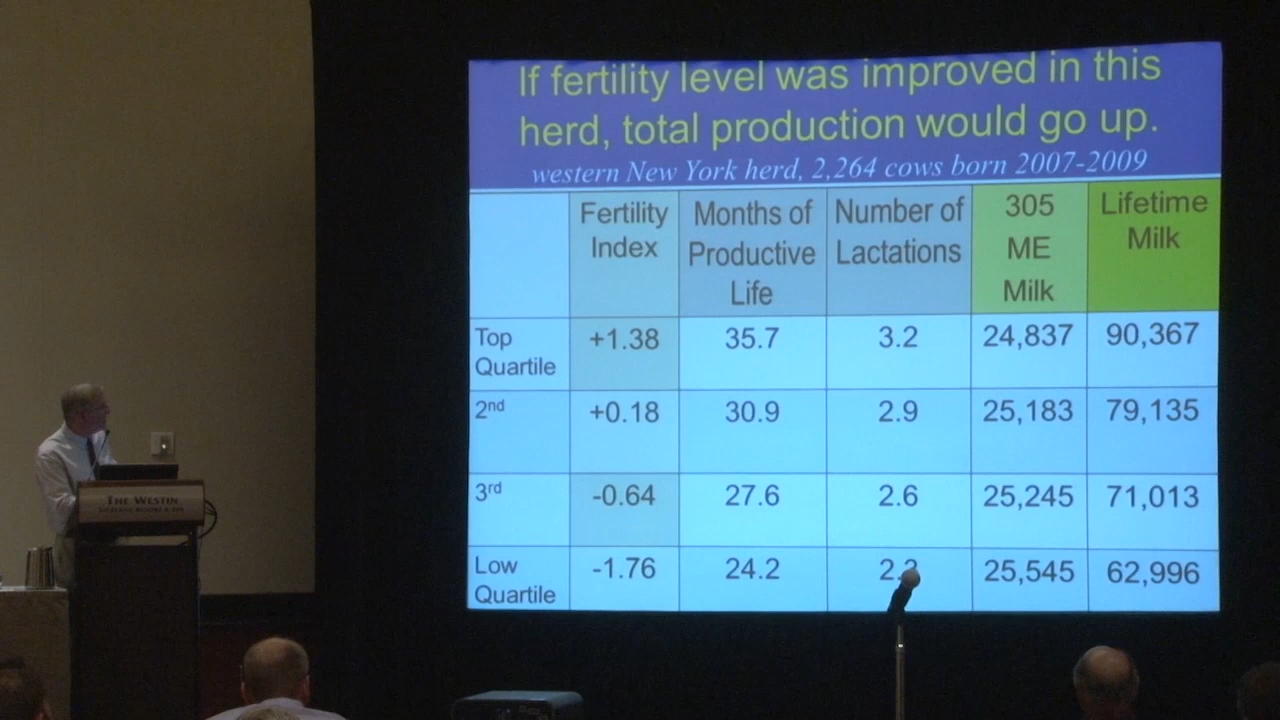 If fertility level was improved in this
herd, total production would go up.
western New York herd, 2,264 cows born 2007-2009
Fertility Index
Months of Productive Life
Number of Lactations
305 ME Milk
Lifetime Milk
Top Quartile
+1.38
35.7
3.2
24,837
90,367
2nd
+0.18
30.9
2.9
25,183
79,135
3rd
-0.64
27.6
2.6
25,245
71,013
Low Quartile
-1.76
24.2
25,545
62,996
THE WESTIN